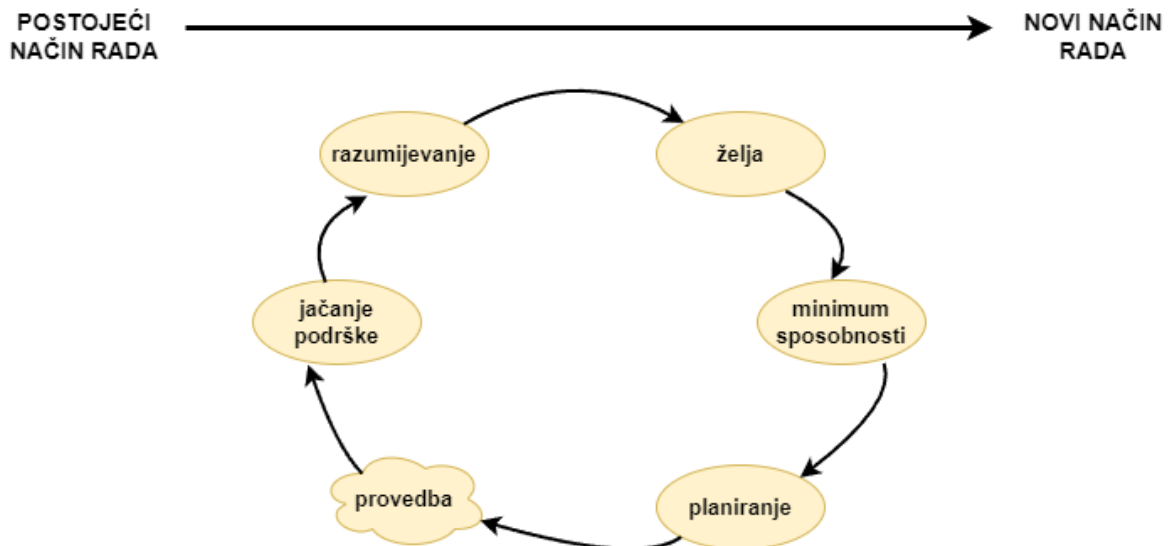 POSTOJEĆI
NAČIN RADA
NOVI NAČIN
RADA
razumijevanje
želja
jačanje
podrške
minimum
sposobnosti
provedba
planiranje